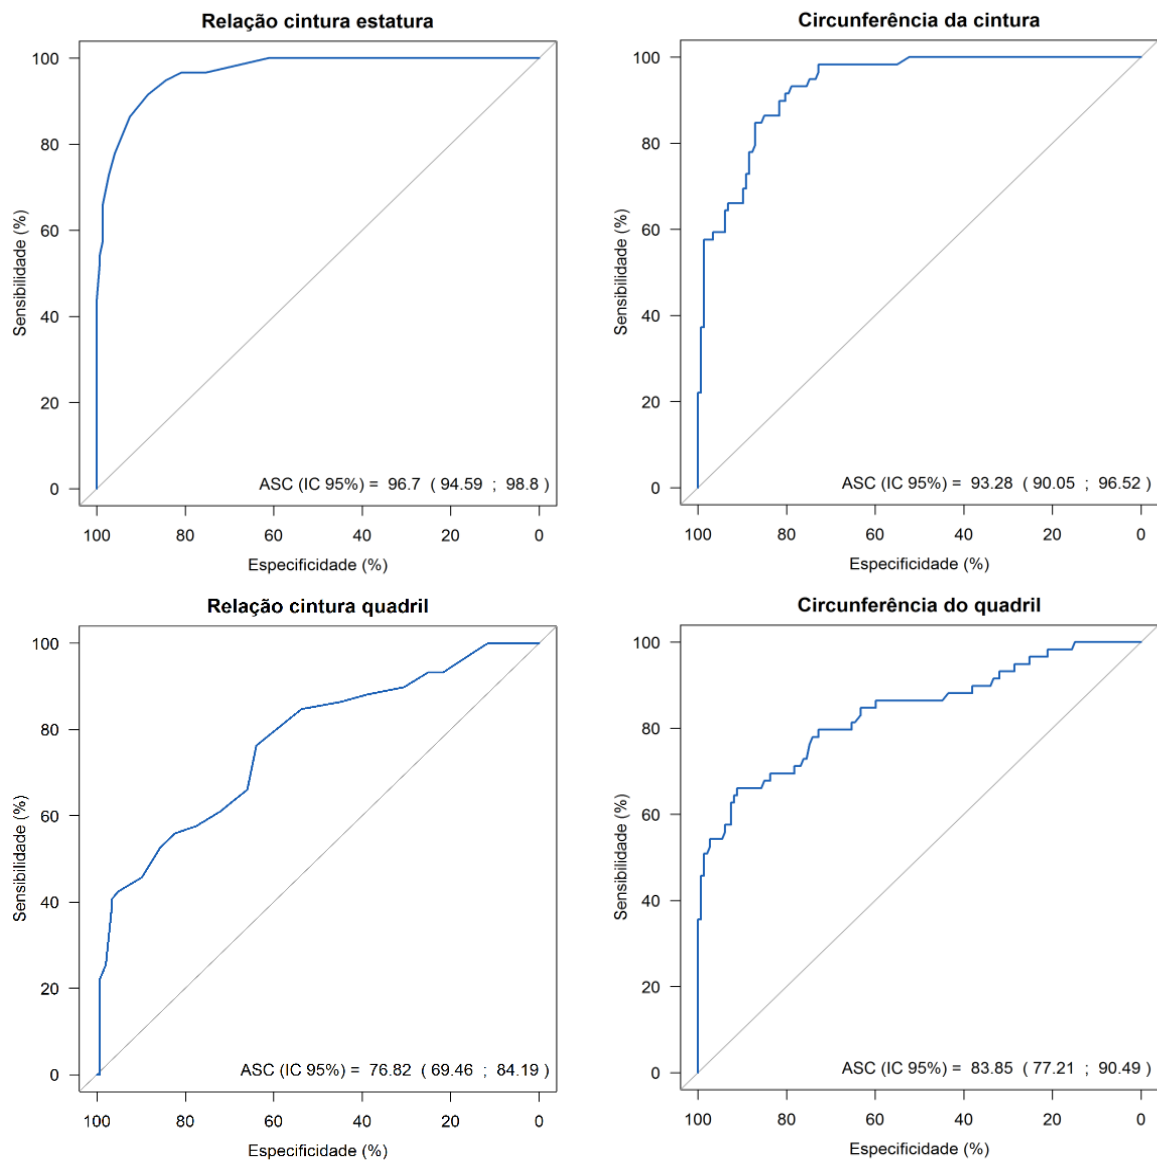 Relação cintura estatura
100
80
60
40
20
0
Sensibilidade (%)
ASC (IC 95%) = 96.7 ( 94.59 ; 98.8 )
100 80 60 40 20 0
Especificidade (%)
Circunferência da cintura
100
80
60
40
20
0
Sensibilidade (%)
ASC (IC 95%) = 93.28 ( 90.05 ; 96.52 )
100 80 60 40 20 0
Especificidade (%)
Relação cintura quadril
100
80
60
40
20
0
Sensibilidade (%)
ASC (IC 95%) = 76.82 ( 69.46 ; 84.19 )
100 80 60 40 20 0
Especificidade (%)
Circunferência do quadril
100
80
60
40
20
0
Sensibilidade (%)
ASC (IC 95%) = 83.85 ( 77.21 ; 90.49 )
100 80 60 40 20 0
Especificidade (%)